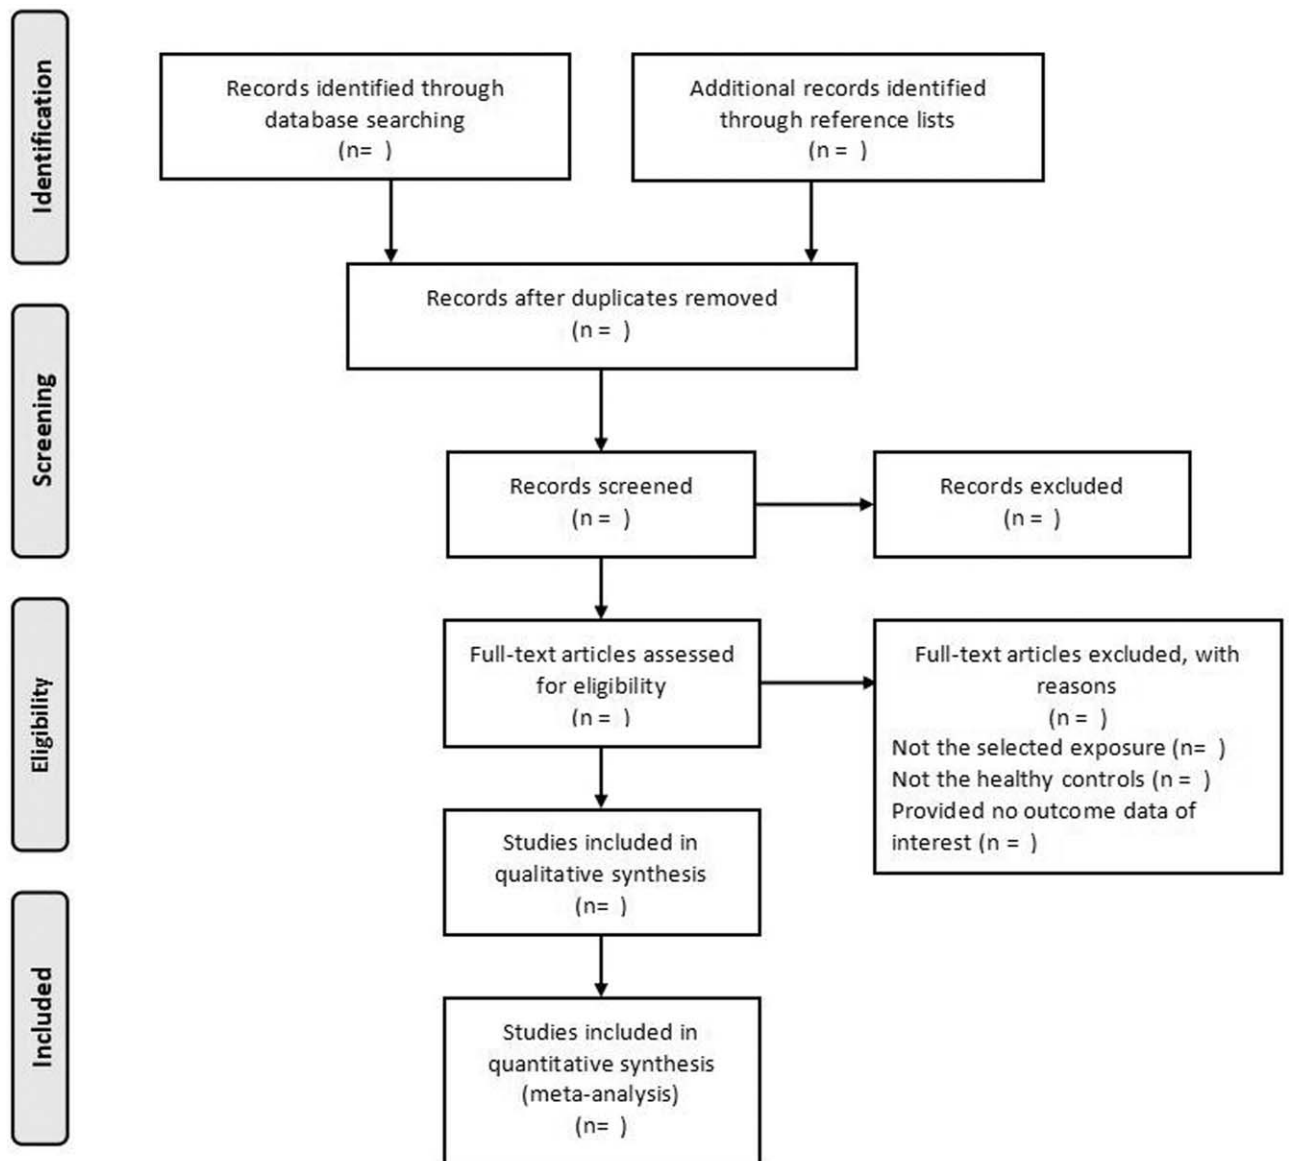 Identification
Records identified through
database searching
(n=  )
Additional records identified
through reference lists
(n =  )
Records after duplicates removed
(n =  )
Screening
Records screened
(n =  )
Records excluded
(n =  )
Eligibility
Full-text articles assessed
for eligibility
(n =  )
Full-text articles excluded, with
reasons
(n =  )
Not the selected exposure (n=  )
Not the healthy controls (n =  )
Provided no outcome data of
interest (n =  )
Studies included in
qualitative synthesis
(n=  )
Included
Studies included in
quantitative synthesis
(meta-analysis)
(n=  )